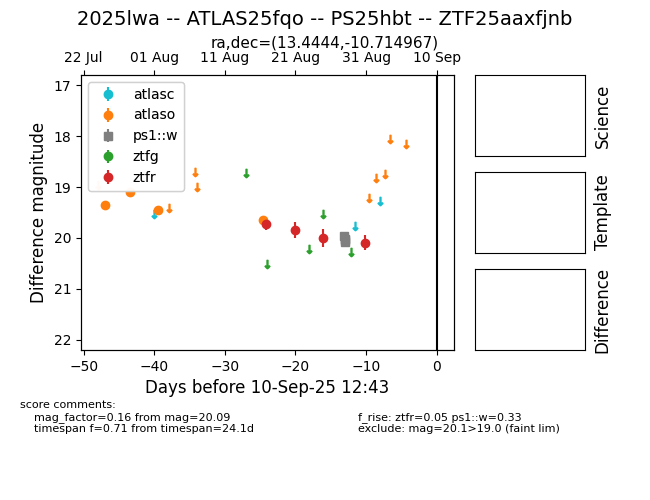 2025lwa -- ATLAS25fqo -- PS25hbt -- ZTF25aaxfjnb
ra,dec=(13.4444,-10.714967)
22 Jul 01 Aug 11 Aug 21 Aug 31 Aug 10 Sep
17
18
19
20
21
22
Difference magnitude
atlasc
atlaso
ps1::w
ztfg
ztfr
−50 −40 −30 −20 −10 0
Days before 10-Sep-25 12:43
Science
Template
Difference
score comments:
mag_factor=0.16 from mag=20.09
timespan f=0.71 from timespan=24.1d
f_rise: ztfr=0.05 ps1::w=0.33
exclude: mag=20.1>19.0 (faint lim)